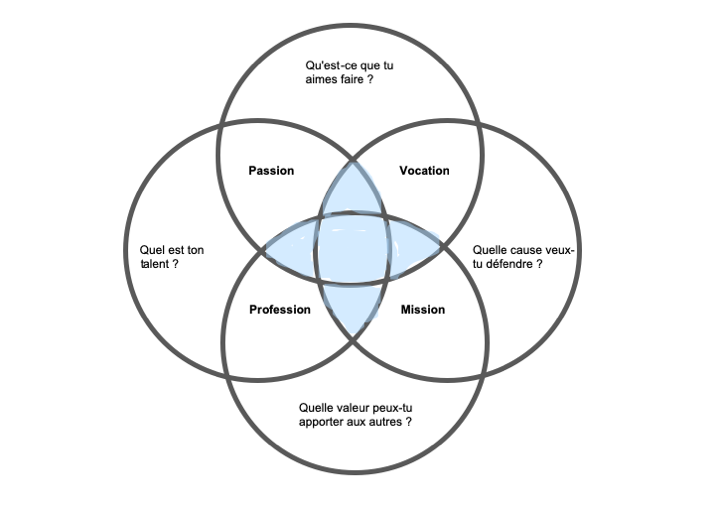 Qu'est-ce que tu
aimes faire ?
Passion
Vocation
Quel est ton
talent ?
Quelle cause veux-
tu défendre ?
Profession
Mission
Quelle valeur peux-tu
apporter aux autres ?